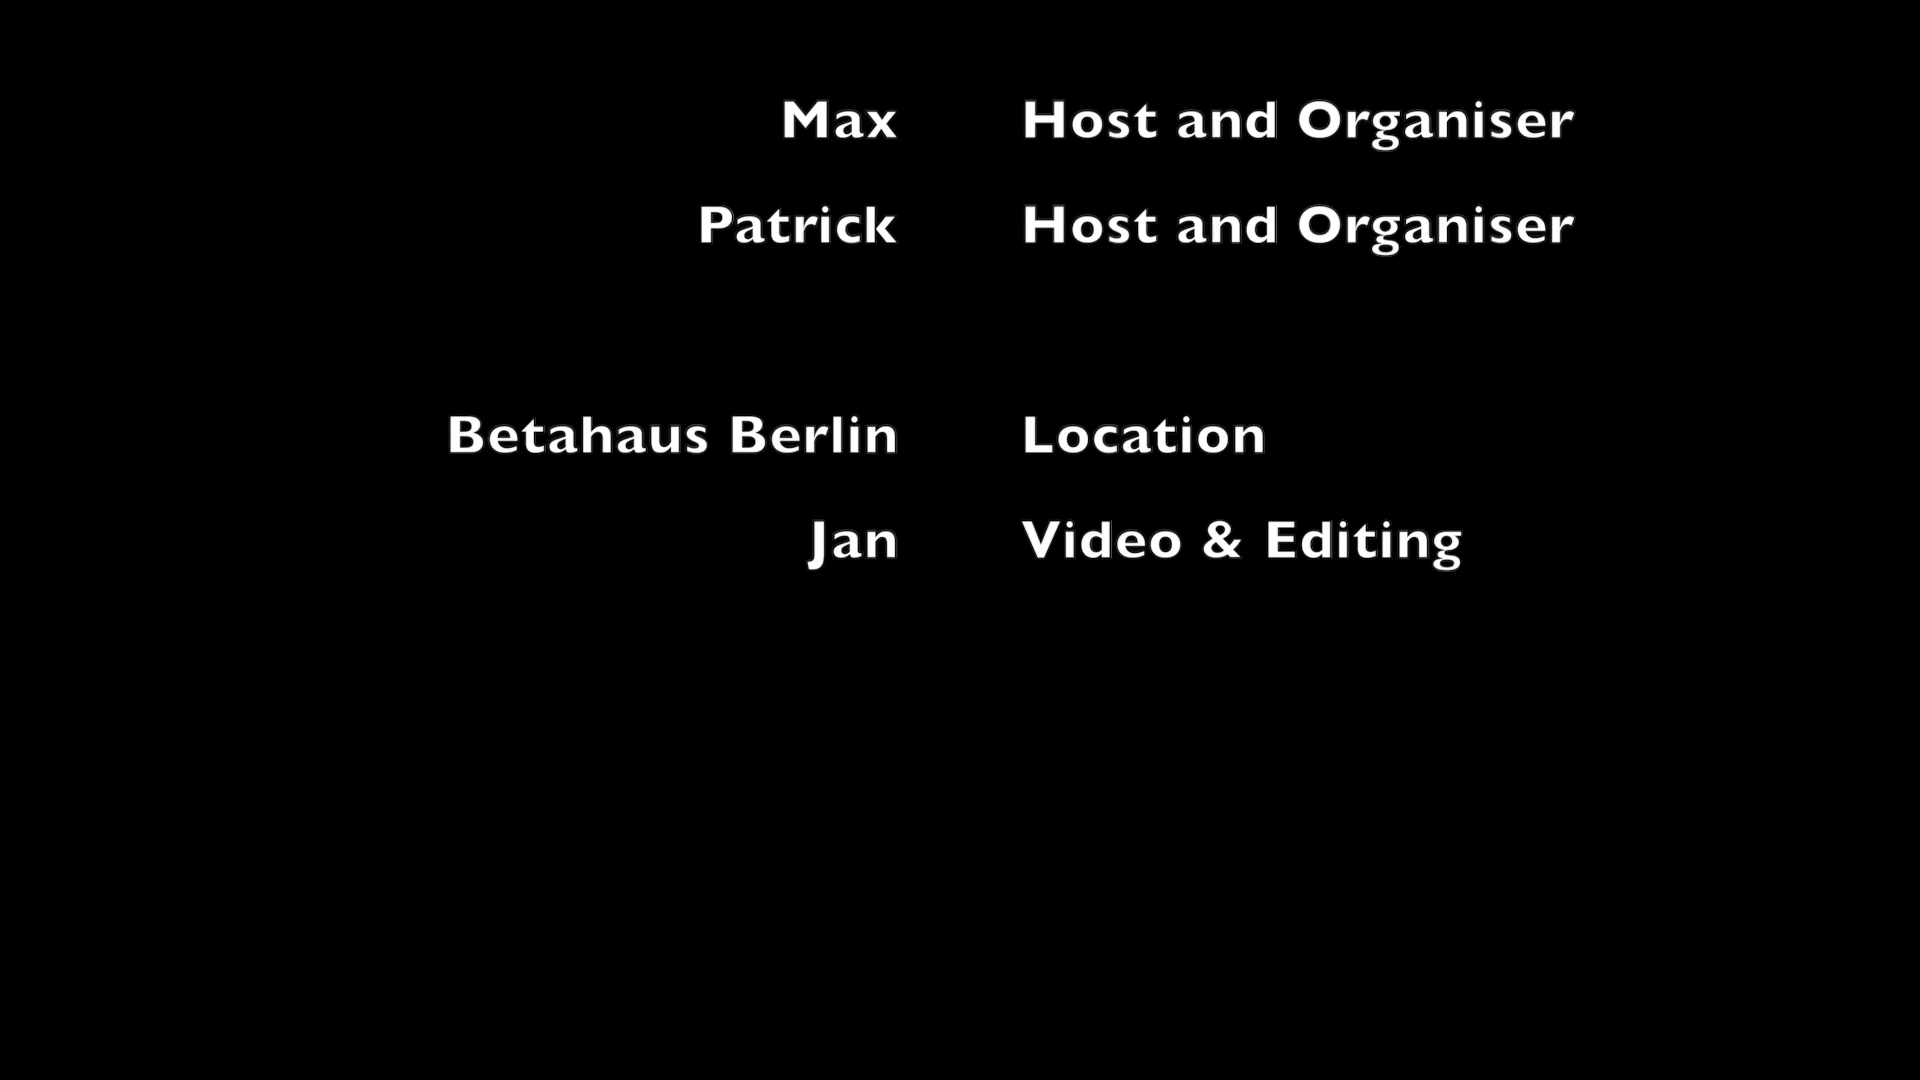 Max Host and Organiser
Patrick Host and Organiser
Betahaus Berlin Location
Jan Video & Editing